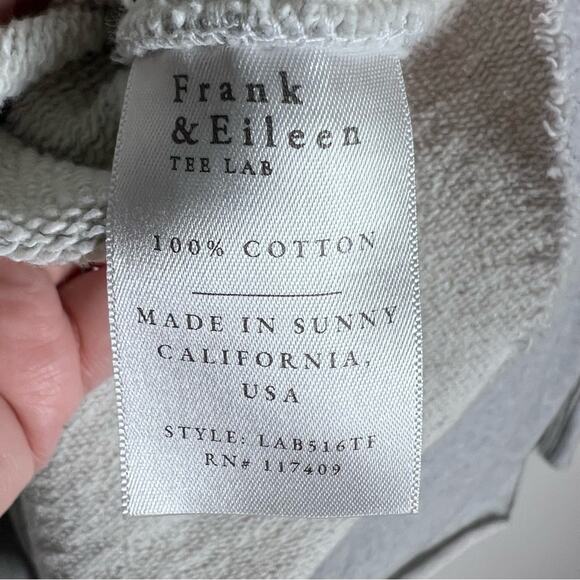 Frank
& Eileen
TEE LAB
100% COTTON
MADE IN SUNNY
CALIFORNIA,
USA
STYLE: LAB516TF
RN# 117409